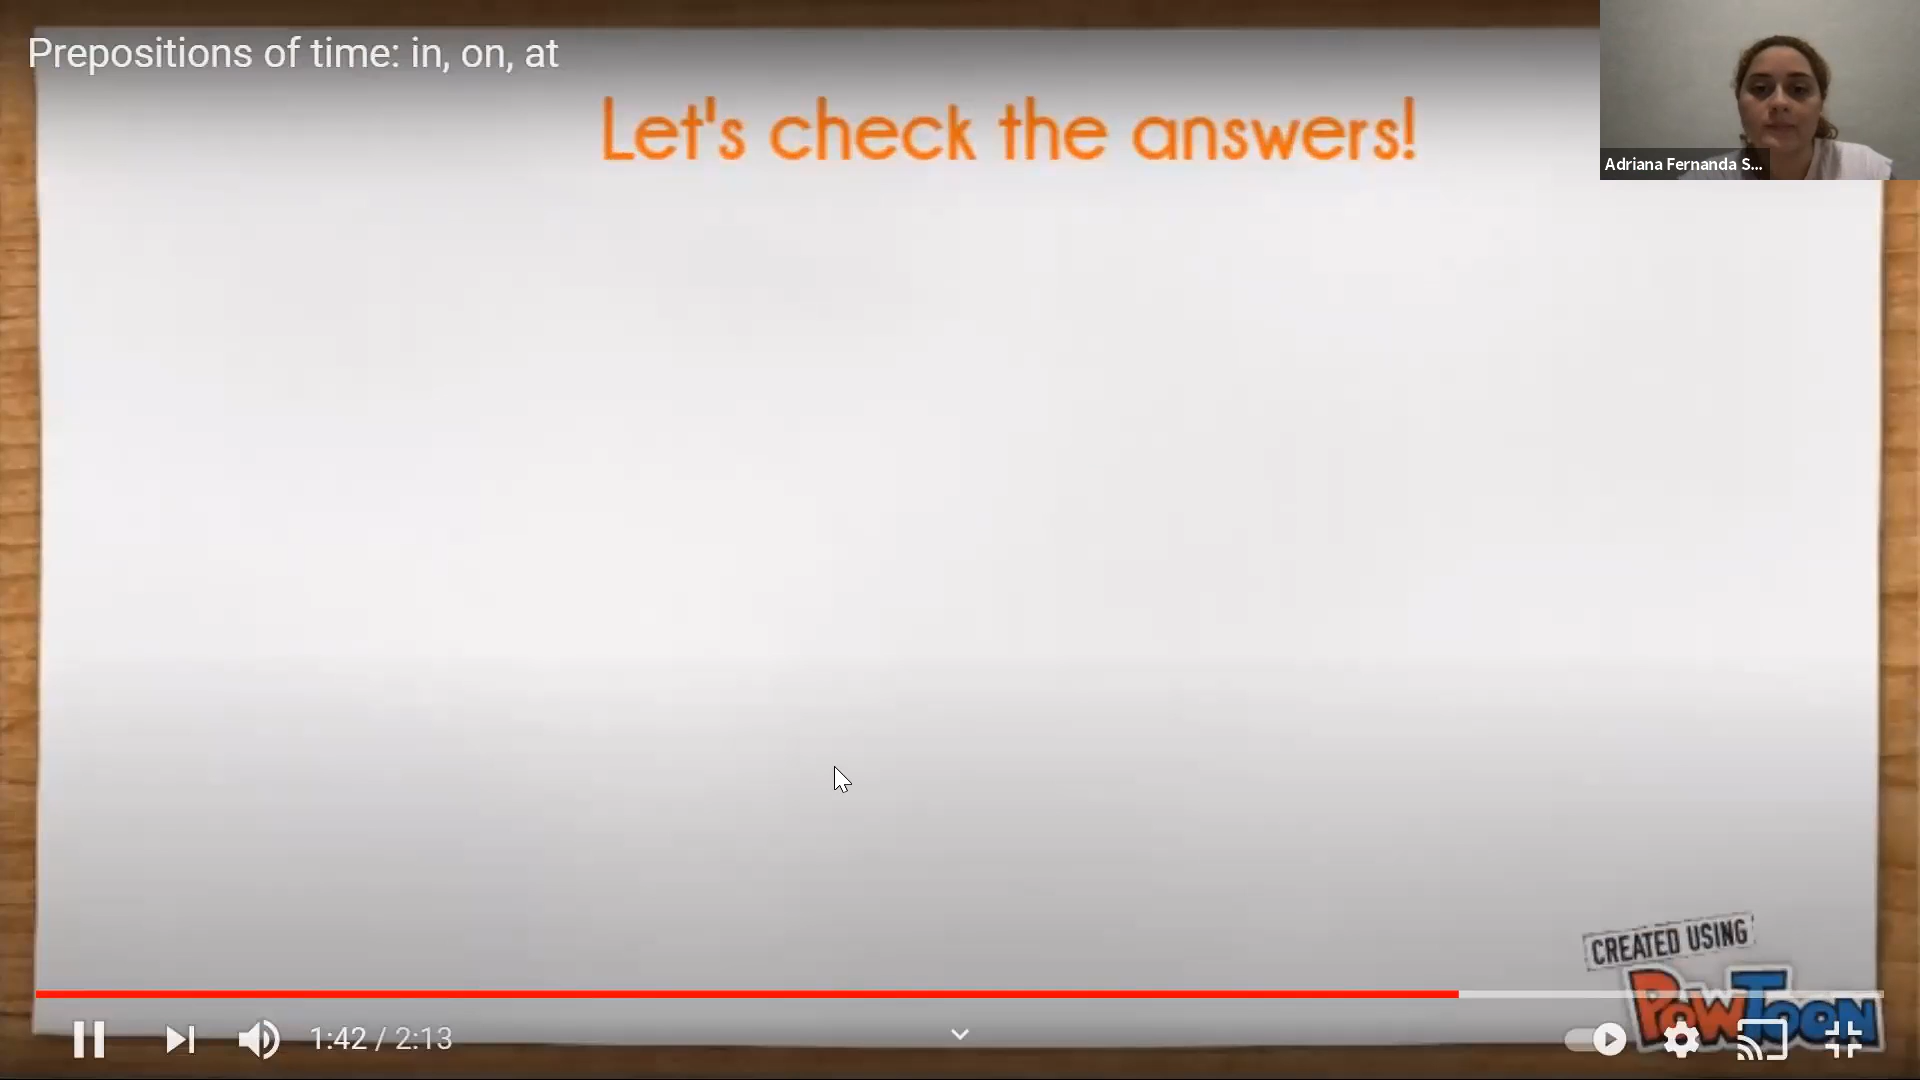 Prepositions of time: in, on, at
Let's check the answers!
Adriana Fernanda S...
CREATED USING
POWTOON
1:42 / 2:13